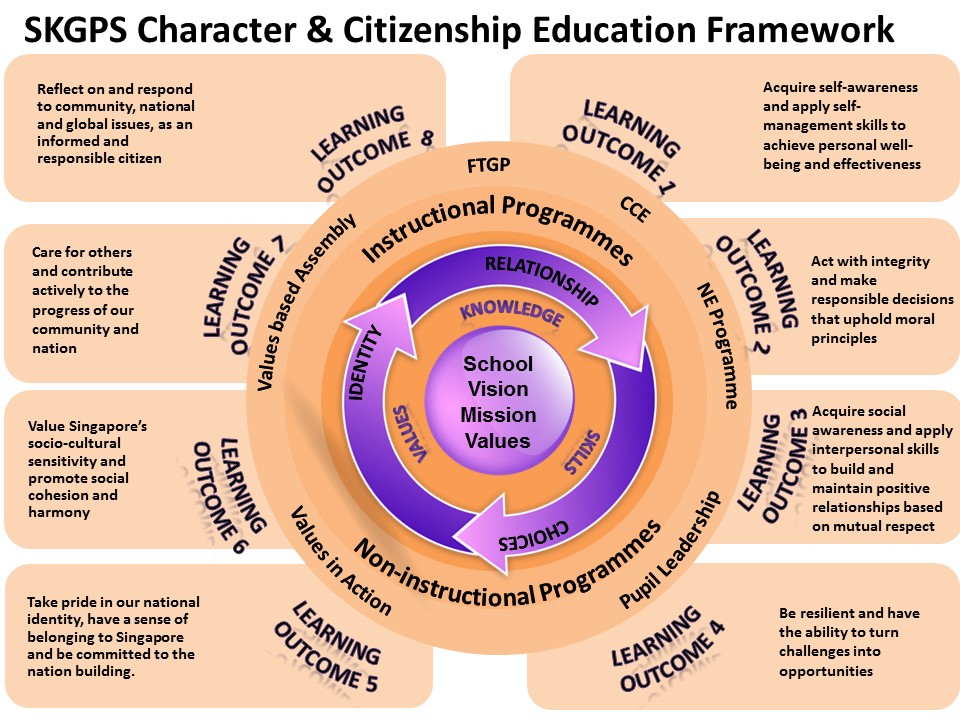 SKGPS Character & Citizenship Education Framework
Reflect on and respond
to community, national
and global issues, as an
informed and
responsible citizen
LEARNING
OUTCOME 8
LEARNING
OUTCOME 1
Acquire self-awareness
and apply self-
management skills to
achieve personal well-
being and effectiveness
Care for others
and contribute
actively to the
progress of our
community and
nation
LEARNING
OUTCOME 7
LEARNING
OUTCOME 2
Act with integrity
and make
responsible decisions
that uphold moral
principles
Value Singapore's
socio-cultural
sensitivity and
promote social
cohesion and
harmony
LEARNING
OUTCOME 6
LEARNING
OUTCOME 3
Acquire social
awareness and apply
interpersonal skills
to build and
maintain positive
relationships based
on mutual respect
Take pride in our national
identity, have a sense of
belonging to Singapore
and be committed to the
nation building.
LEARNING
OUTCOME 5
LEARNING
OUTCOME 4
Be resilient and have
the ability to turn
challenges into
opportunities
FTGP
CCE
NE Programme
Pupil Leadership
Values in Action
Values based Assembly
Instructional Programmes
Non-instructional Programmes
RELATIONSHIP
CHOICES
IDENTITY
KNOWLEDGE
SKILLS
VALUES
School
Vision
Mission
Values